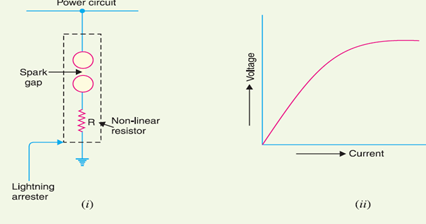 Power circuit
Spark
gap
R
Non-linear
resistor
Lightning
arrester
(i)
Voltage
Current
(ii)